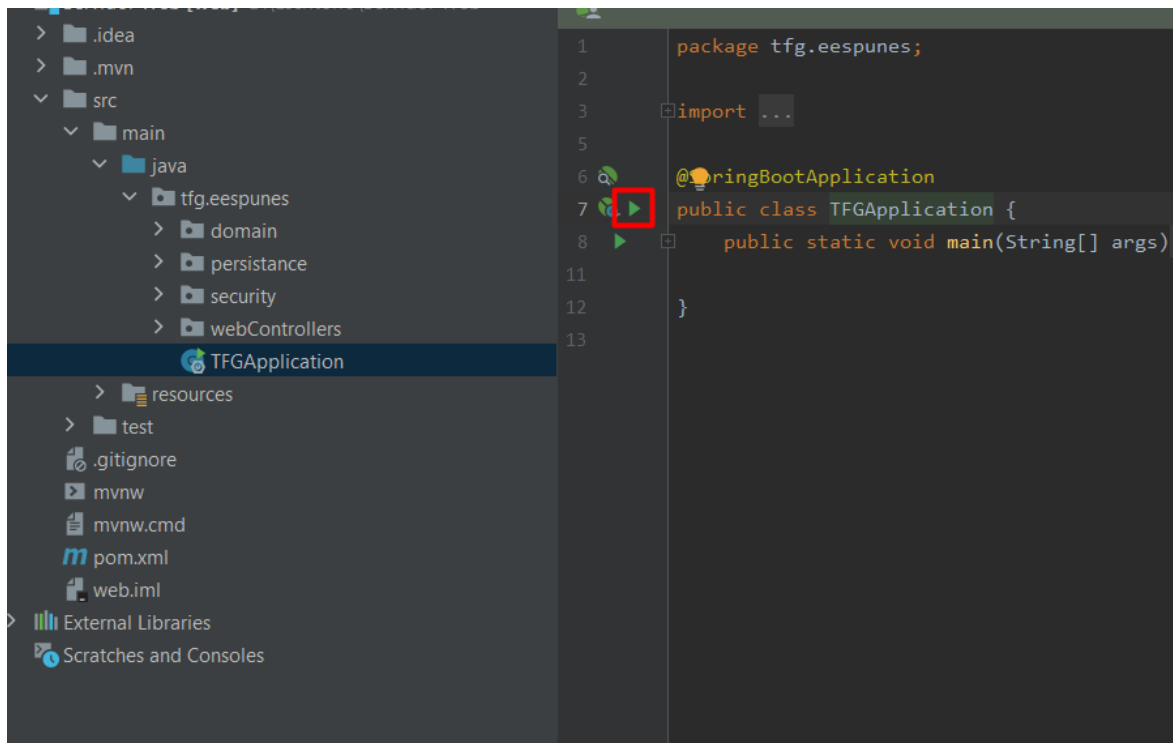 .idea
.mvn
src
main
java
tfg.eespunes
domain
persistance
security
webControllers
TFGApplication
resources
test
.gitignore
mvnw
mvnw.cmd
pom.xml
web.iml
External Libraries
Scratches and Consoles
1 package tfg.eespunes;
2
3 import ...
5
6 @SpringBootApplication
7 public class TFGApplication {
8 public static void main(String[] args)
11
12 }
13